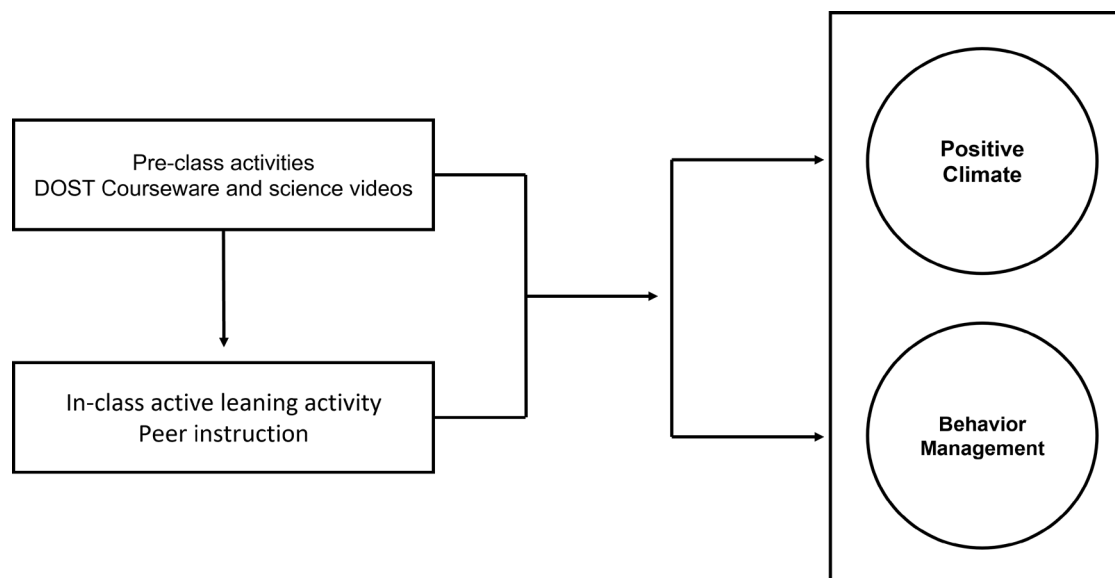 Pre-class activities
DOST Courseware and science videos
In-class active leaning activity
Peer instruction
Positive
Climate
Behavior
Management